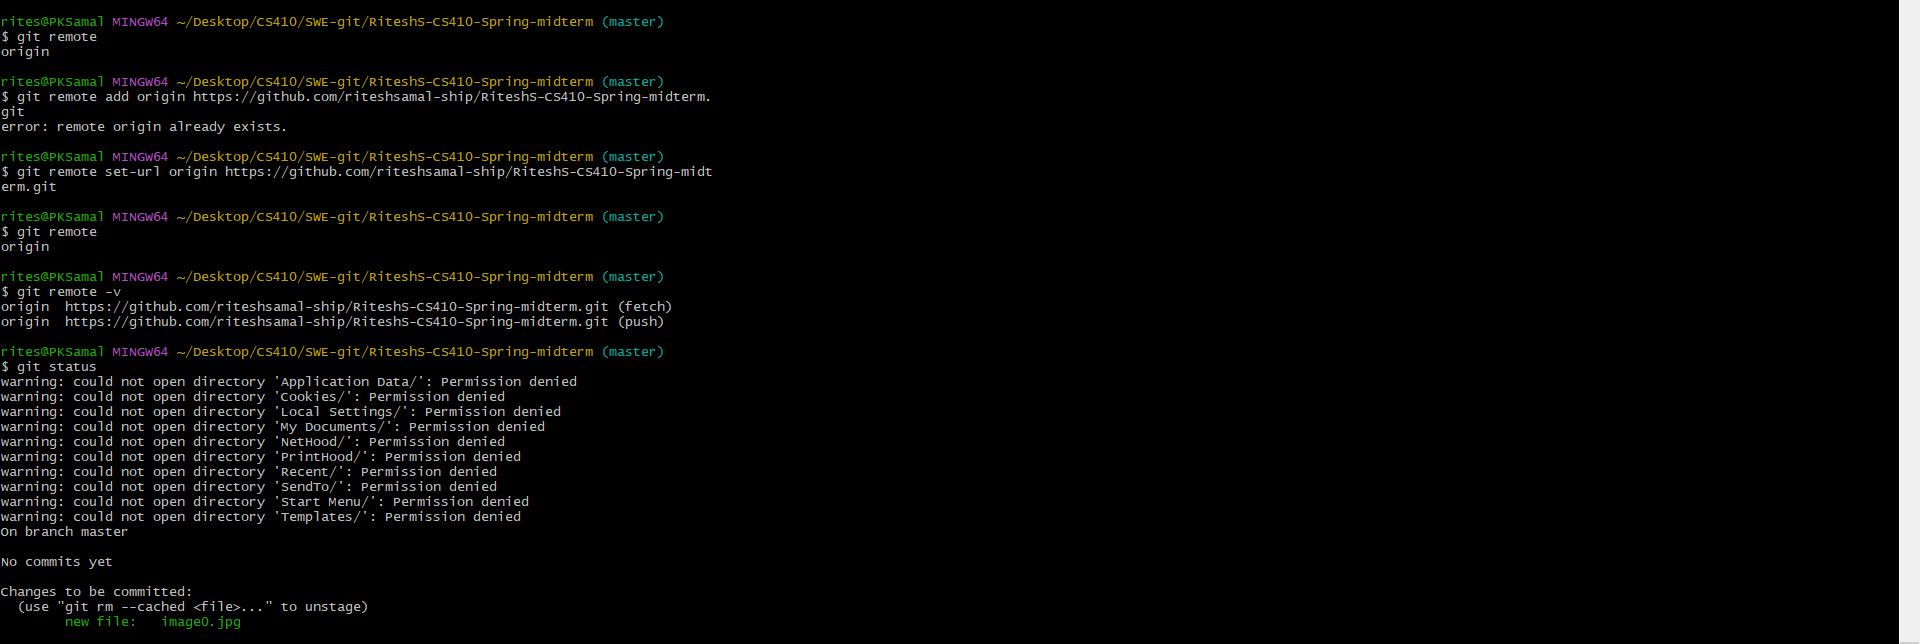 rites@PKSamal MINGW64 ~/Desktop/CS410/SWE-git/RiteshS-CS410-Spring-midterm (master)
$ git remote
origin
rites@PKSamal MINGW64 ~/Desktop/CS410/SWE-git/RiteshS-CS410-Spring-midterm (master)
$ git remote add origin https://github.com/riteshsamal-ship/RiteshS-CS410-Spring-midterm.
git
error: remote origin already exists.
rites@PKSamal MINGW64 ~/Desktop/CS410/SWE-git/RiteshS-CS410-Spring-midterm (master)
$ git remote set-url origin https://github.com/riteshsamal-ship/RiteshS-CS410-Spring-midt
erm.git
rites@PKSamal MINGW64 ~/Desktop/CS410/SWE-git/RiteshS-CS410-Spring-midterm (master)
$ git remote
origin
rites@PKSamal MINGW64 ~/Desktop/CS410/SWE-git/RiteshS-CS410-Spring-midterm (master)
$ git remote -v
origin  https://github.com/riteshsamal-ship/RiteshS-CS410-Spring-midterm.git (fetch)
origin  https://github.com/riteshsamal-ship/RiteshS-CS410-Spring-midterm.git (push)
rites@PKSamal MINGW64 ~/Desktop/CS410/SWE-git/RiteshS-CS410-Spring-midterm (master)
$ git status
warning: could not open directory 'Application Data/': Permission denied
warning: could not open directory 'Cookies/': Permission denied
warning: could not open directory 'Local Settings/': Permission denied
warning: could not open directory 'My Documents/': Permission denied
warning: could not open directory 'NetHood/': Permission denied
warning: could not open directory 'PrintHood/': Permission denied
warning: could not open directory 'Recent/': Permission denied
warning: could not open directory 'SendTo/': Permission denied
warning: could not open directory 'Start Menu/': Permission denied
warning: could not open directory 'Templates/': Permission denied
On branch master
No commits yet
Changes to be committed:
  (use "git rm --cached <file>..." to unstage)
        new file:   image0.jpg